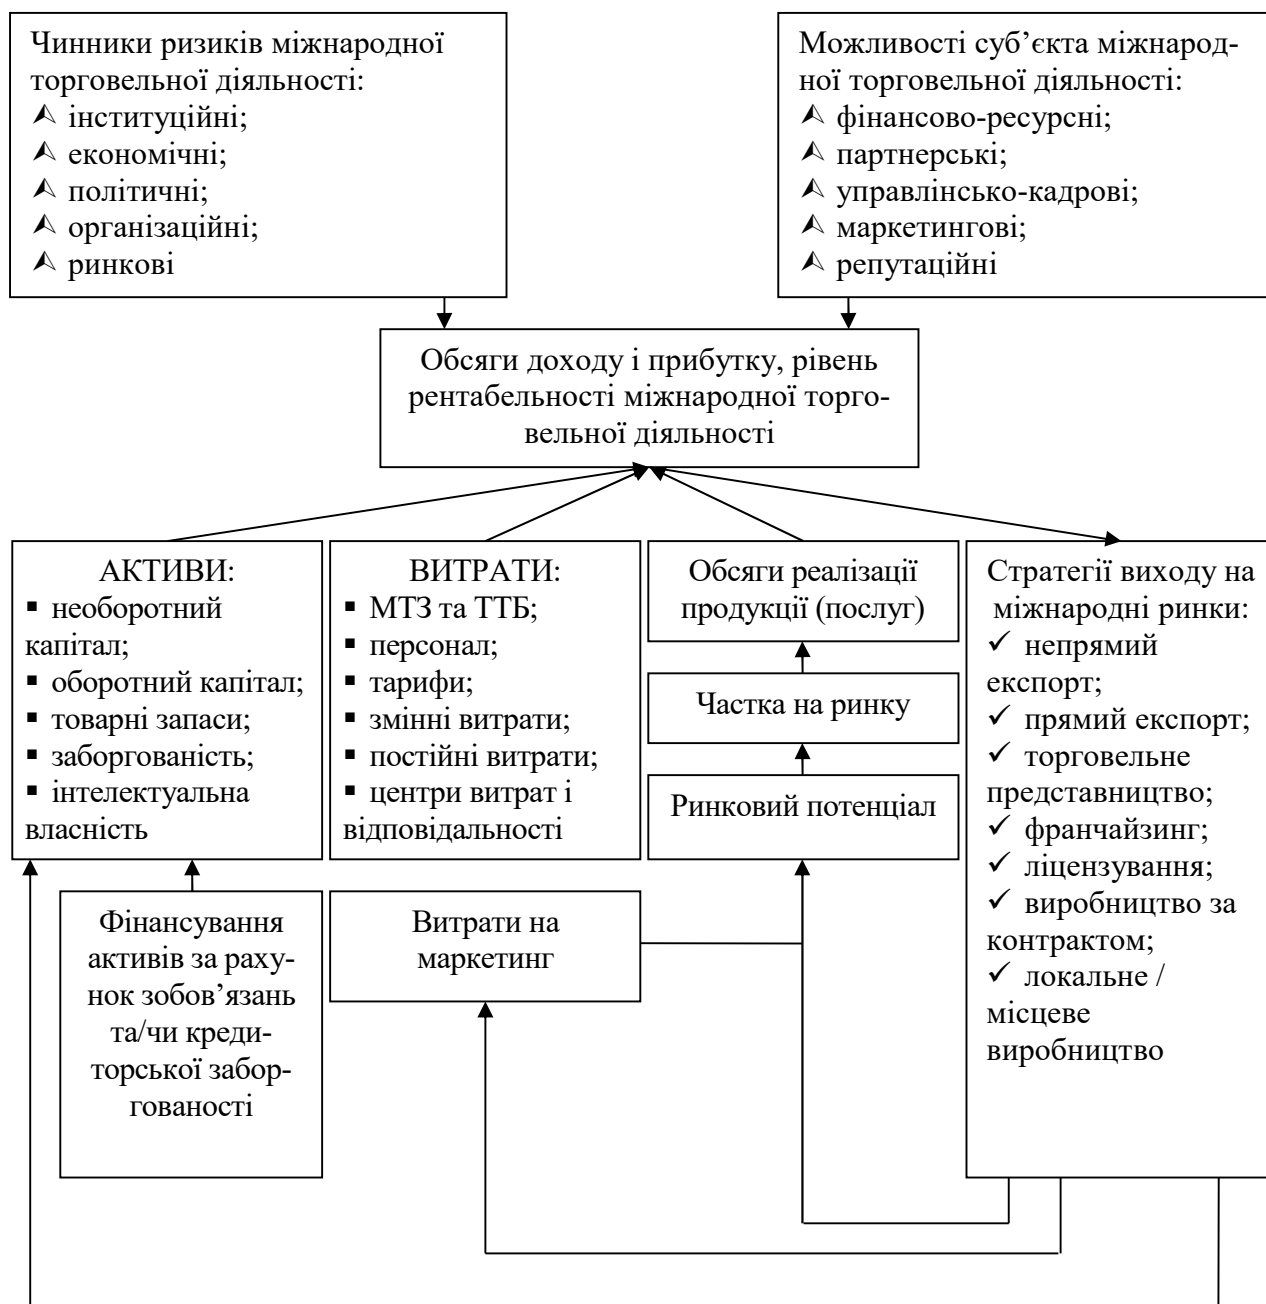 Чинники ризиків міжнародної
торговельної діяльності:
⮝ інституційні;
⮝ економічні;
⮝ політичні;
⮝ організаційні;
⮝ ринкові
Можливості суб’єкта міжнарод-
ної торговельної діяльності:
⮝ фінансово-ресурсні;
⮝ партнерські;
⮝ управлінсько-кадрові;
⮝ маркетингові;
⮝ репутаційні
Обсяги доходу і прибутку, рівень
рентабельності міжнародної торго-
вельної діяльності
АКТИВИ:
▪ необоротний
капітал;
▪ оборотний капітал;
▪ товарні запаси;
▪ заборгованість;
▪ інтелектуальна
власність
ВИТРАТИ:
▪ МТЗ та ТТБ;
▪ персонал;
▪ тарифи;
▪ змінні витрати;
▪ постійні витрати;
▪ центри витрат і
відповідальності
Обсяги реалізації
продукції (послуг)
Частка на ринку
Ринковий потенціал
Стратегії виходу на
міжнародні ринки:
✓ непрямий
експорт;
✓ прямий експорт;
✓ торговельне
представництво;
✓ франчайзинг;
✓ ліцензування;
✓ виробництво за
контрактом;
✓ локальне /
місцеве
виробництво
Фінансування
активів за раху-
нок зобов’язань
та/чи креди-
торської забор-
гованості
Витрати на
маркетинг